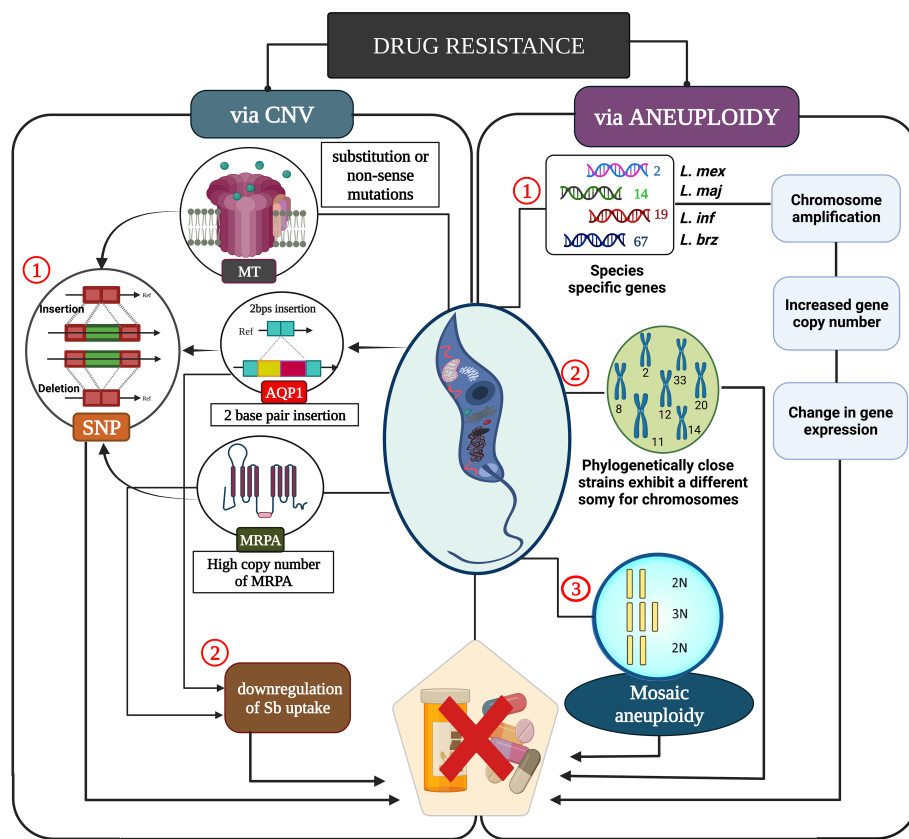 DRUG RESISTANCE
via CNV
substitution or
non-sense
mutations
MT
1
Ref
Insertion
Deletion
Ref
SNP
2bps insertion
Ref
AQP1
2 base pair insertion
MRPA
High copy number
of MRPA
2
downregulation
of Sb uptake
via ANEUPLOIDY
1
2 L. mex
14 L. maj
19 L. inf
67 L. brz
Species
specific genes
Chromosome
amplification
Increased gene
copy number
Change in gene
expression
2
2 33
8 12 20
11 14
Phylogenetically close
strains exhibit a different
somy for chromosomes
3
2N
3N
2N
Mosaic
aneuploidy